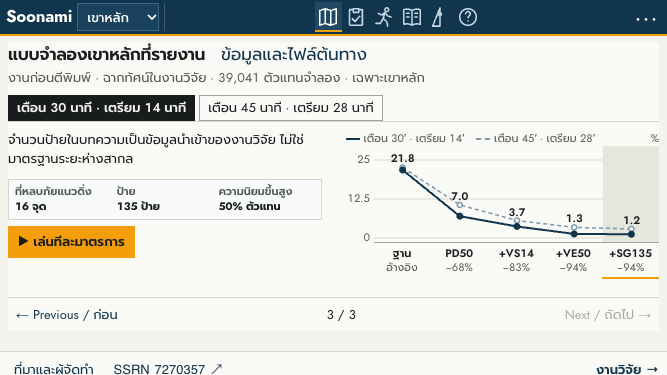 Soonami เขาหลัก ...
แบบจำลองเขาหลักที่รายงาน ข้อมูลและไฟล์ต้นทาง
งานก่อนตีพิมพ์ · ฉากทัศน์ในงานวิจัย · 39,041 ตัวแทนจำลอง · เฉพาะเขาหลัก
เตือน 30 นาที · เตรียม 14 นาที เตือน 45 นาที · เตรียม 28 นาที
จำนวนป้ายในบทความเป็นข้อมูลนำเข้าของงานวิจัย ไม่ใช่
มาตรฐานระยะห่างสากล
ที่หลบภัยแนวดิ่ง ป้าย ความนิยมขึ้นสูง
16 จุด 135 ป้าย 50% ตัวแทน
▶ เล่นทีละมาตรการ
เตือน 30′ · เตรียม 14′ เตือน 45′ · เตรียม 28′ %
25
12.5
0
21.8 7.0 3.7 1.3 1.2
ฐาน PD50 +VS14 +VE50 +SG135
อ้างอิง −68% −83% −94% −94%
← Previous / ก่อน 3 / 3 Next / ถัดไป →
ที่มาและผู้จัดทำ SSRN 7270357 ↗ งานวิจัย →